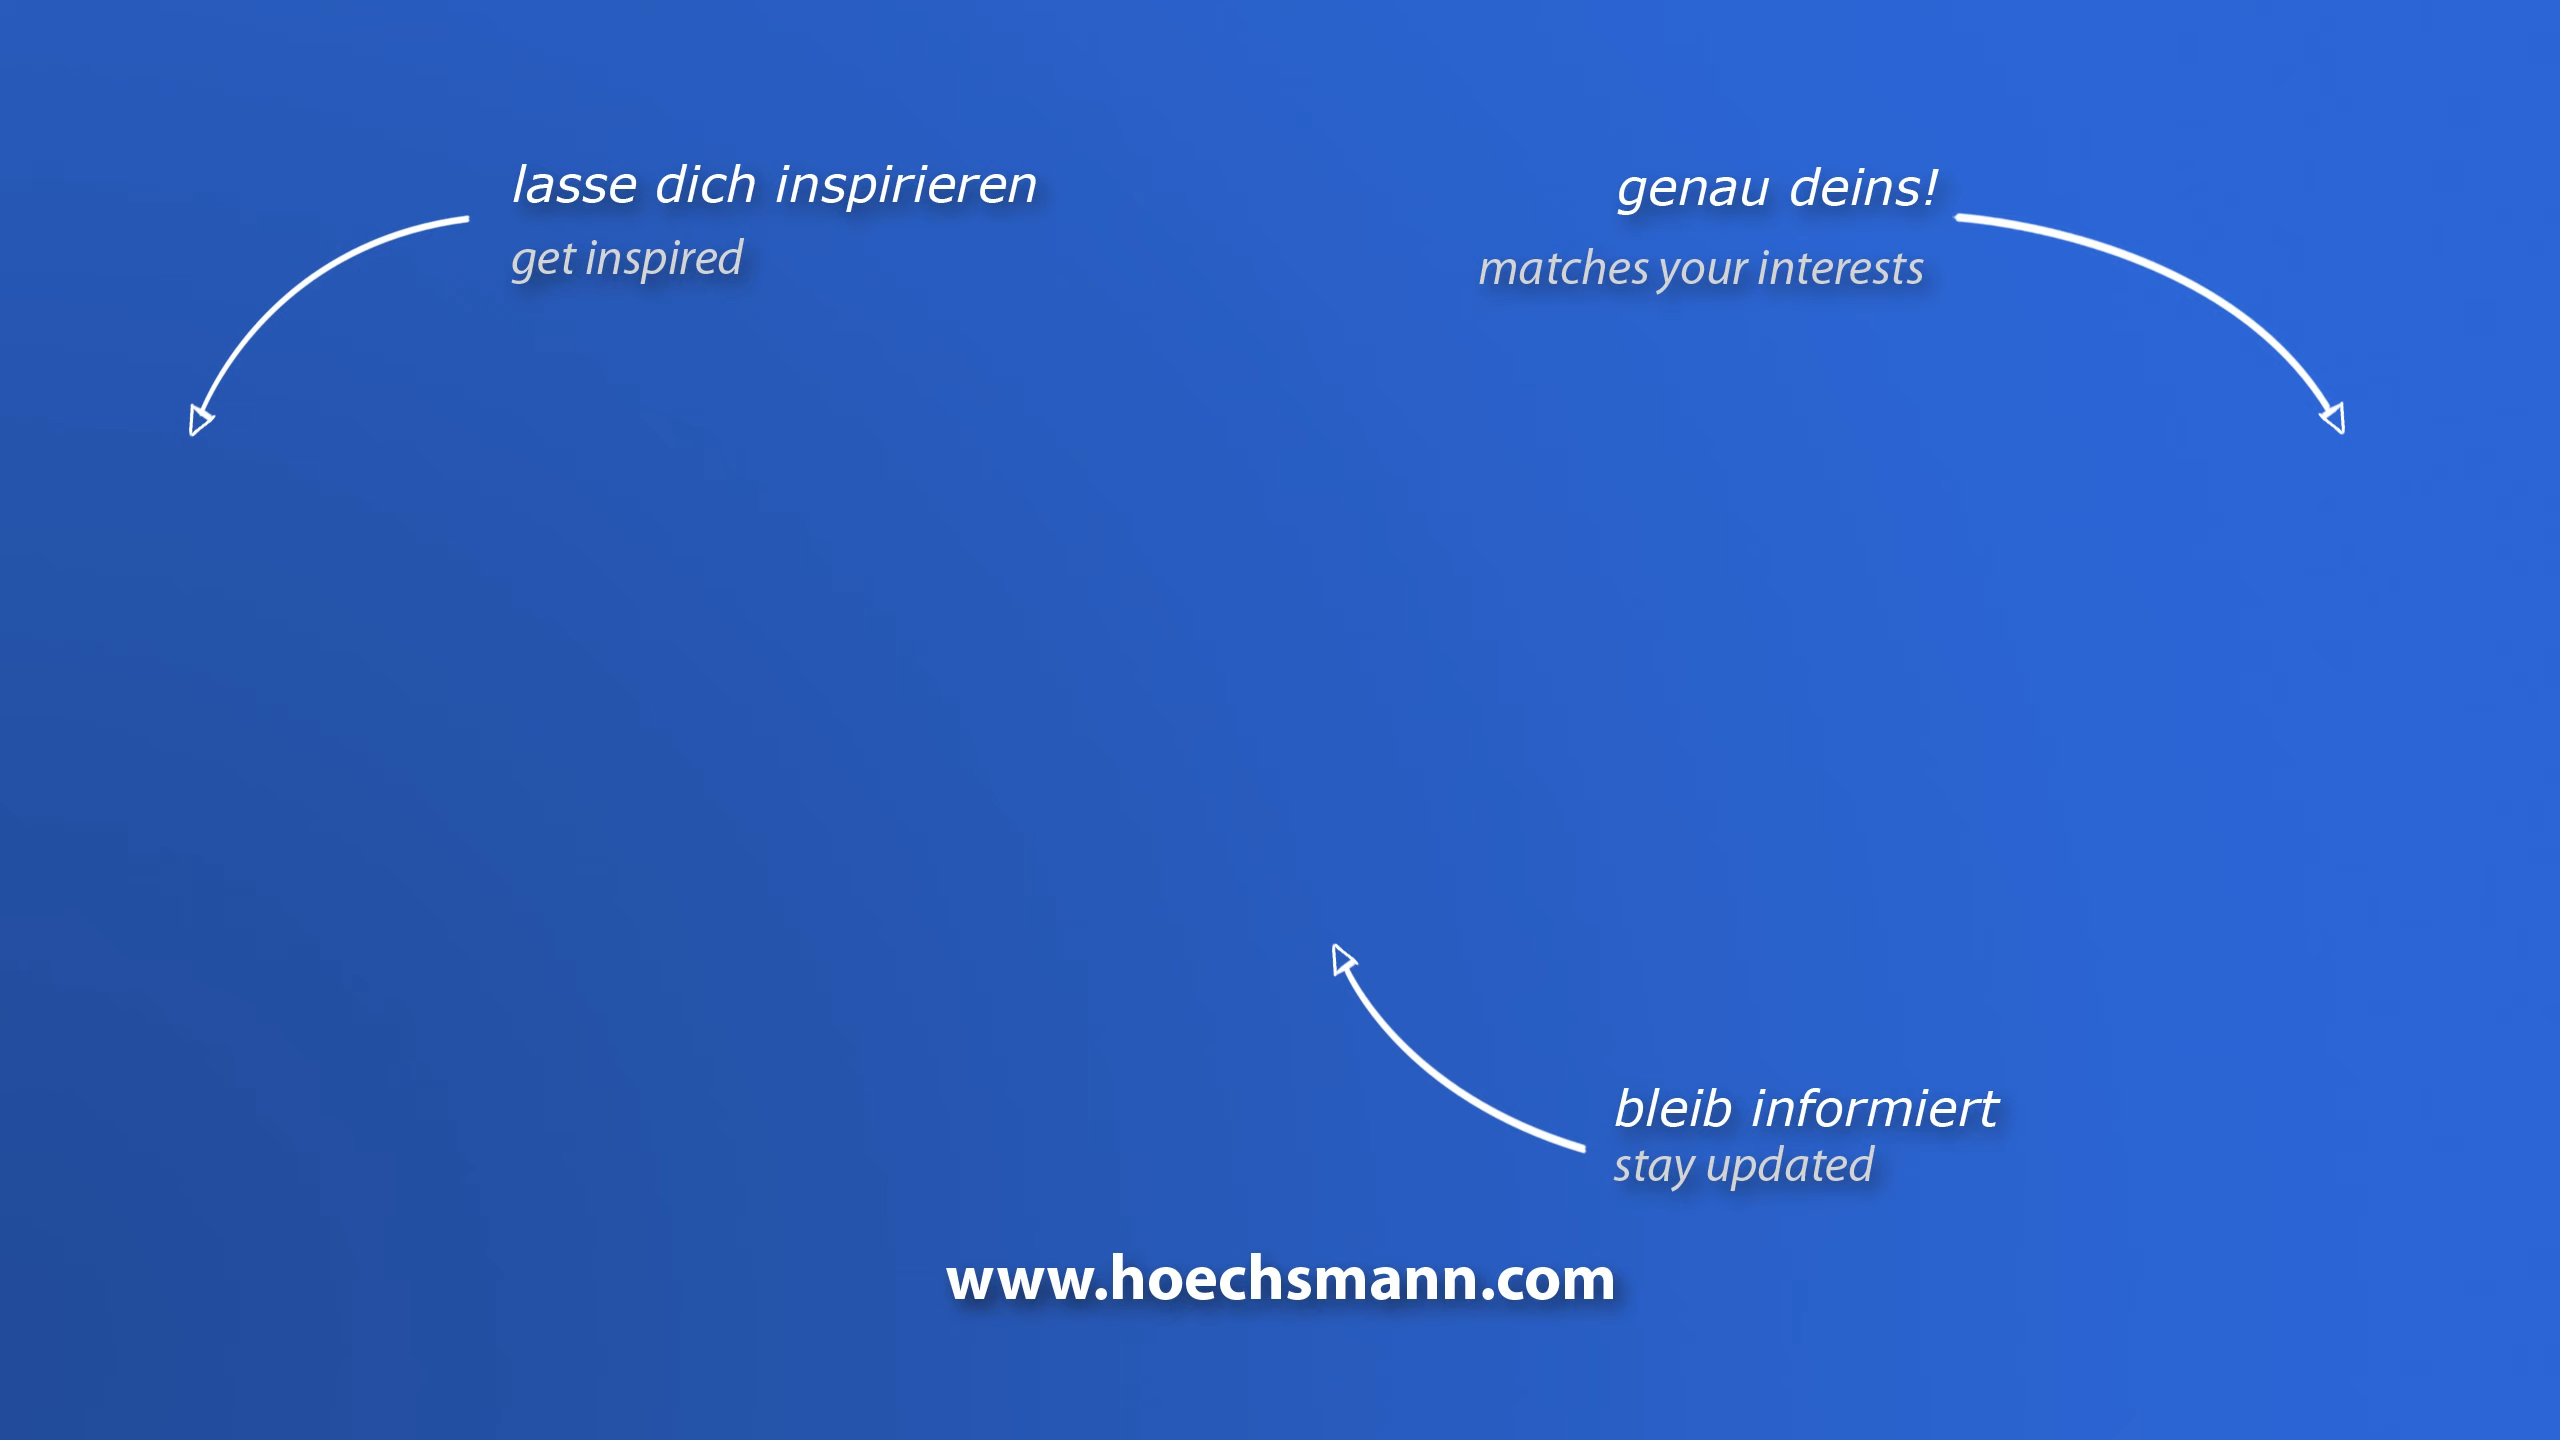 lasse dich inspirieren
get inspired
genau deins!
matches your interests
bleib informiert
stay updated
www.hoechsmann.com